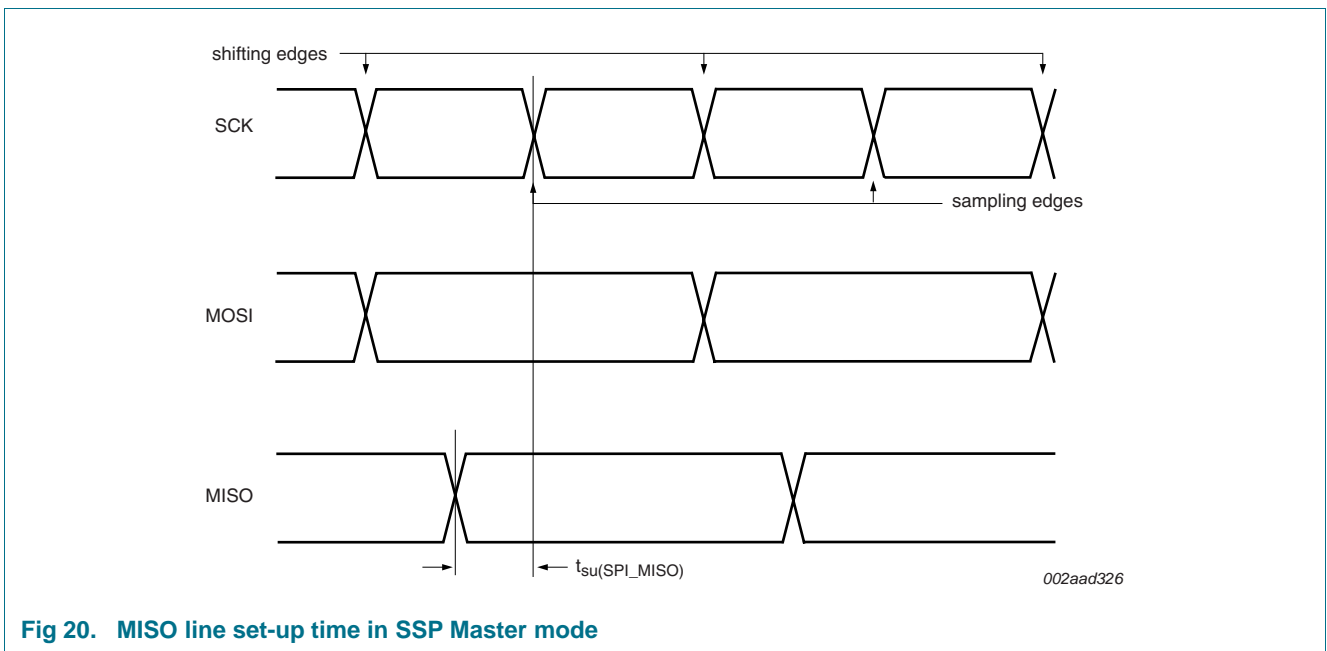 shifting edges
SCK
sampling edges
MOSI
MISO
tsu(SPI_MISO)
002aad326
Fig 20. MISO line set-up time in SSP Master mode